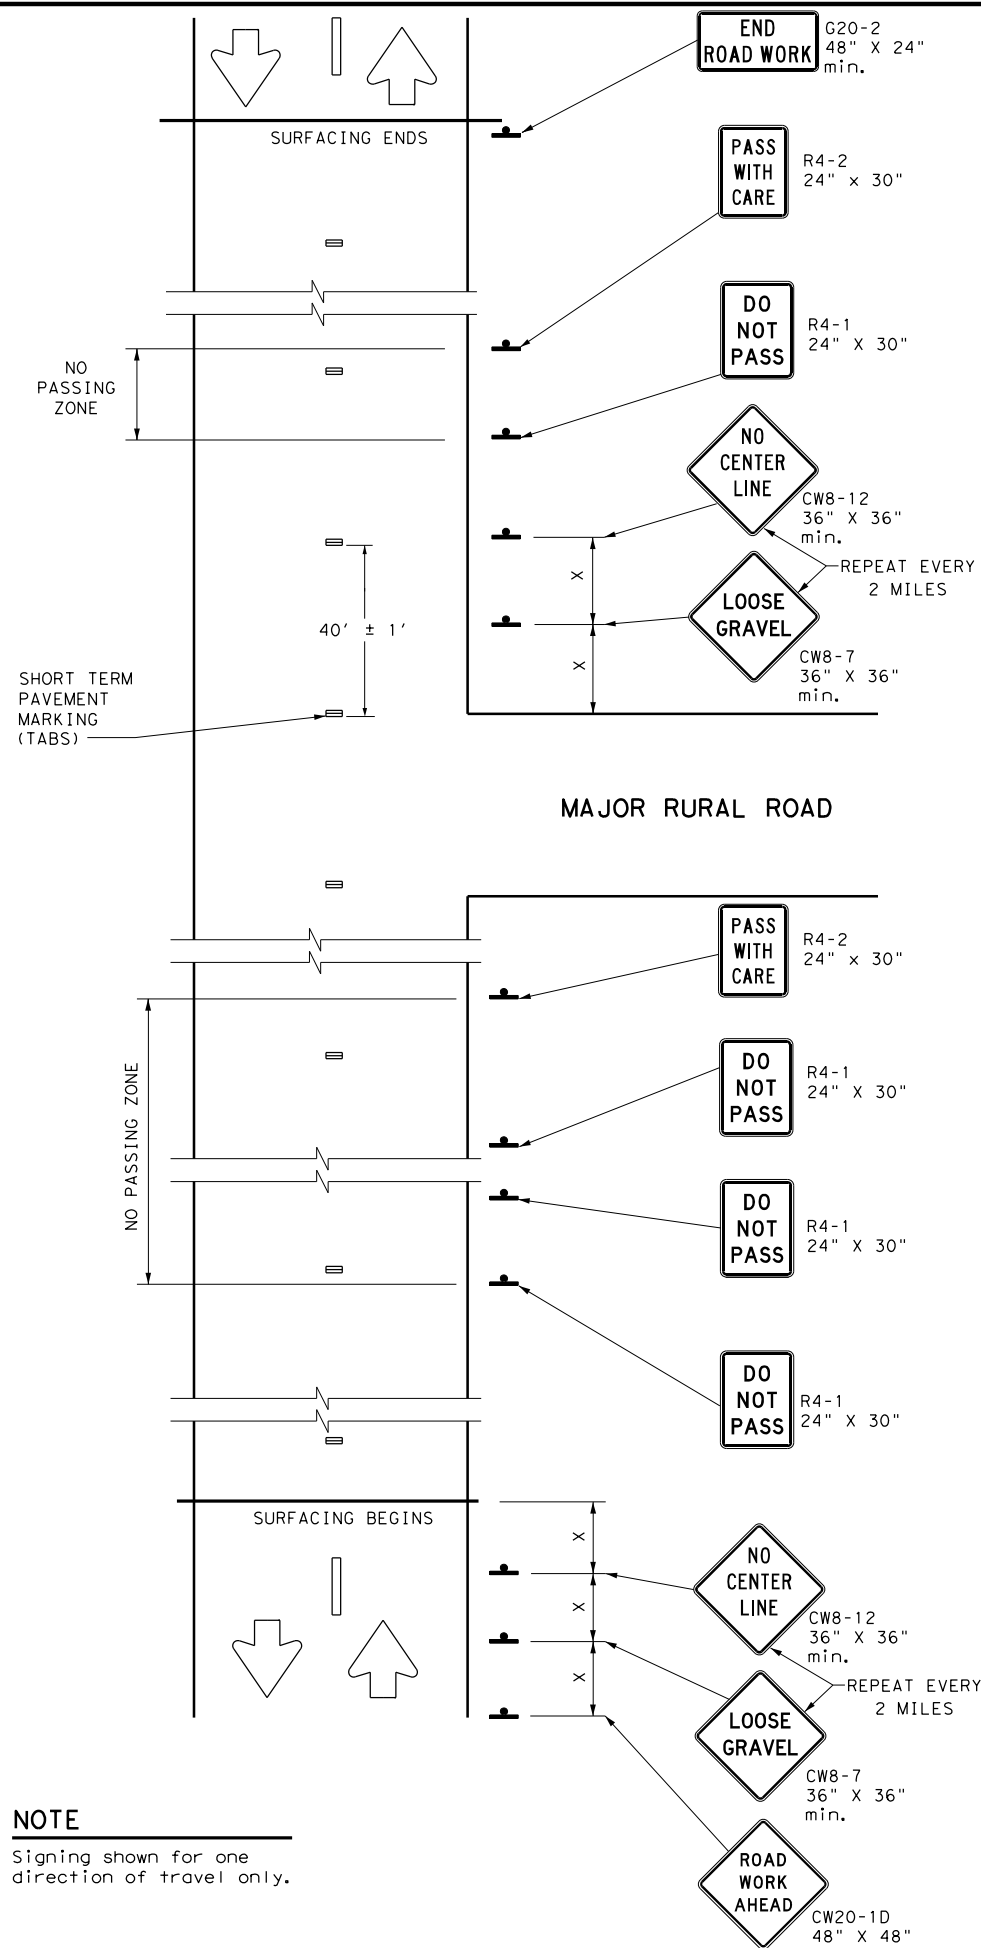 END
ROAD WORK
G20-2
48" X 24"
min.
SURFACING ENDS
PASS
WITH
CARE
R4-2
24" x 30"
DO
NOT
PASS
R4-1
24" X 30"
NO
PASSING
ZONE
NO
CENTER
LINE
CW8-12
36" X 36"
min.
REPEAT EVERY
2 MILES
X
LOOSE
GRAVEL
CW8-7
36" X 36"
min.
X
40' ± 1'
SHORT TERM
PAVEMENT
MARKING
(TABS)
MAJOR RURAL ROAD
PASS
WITH
CARE
R4-2
24" x 30"
NO PASSING ZONE
DO
NOT
PASS
R4-1
24" X 30"
DO
NOT
PASS
R4-1
24" X 30"
DO
NOT
PASS
R4-1
24" X 30"
SURFACING BEGINS
X
X
X
NO
CENTER
LINE
CW8-12
36" X 36"
min.
REPEAT EVERY
2 MILES
LOOSE
GRAVEL
CW8-7
36" X 36"
min.
NOTE
Signing shown for one
direction of travel only.
ROAD
WORK
AHEAD
CW20-1D
48" X 48"